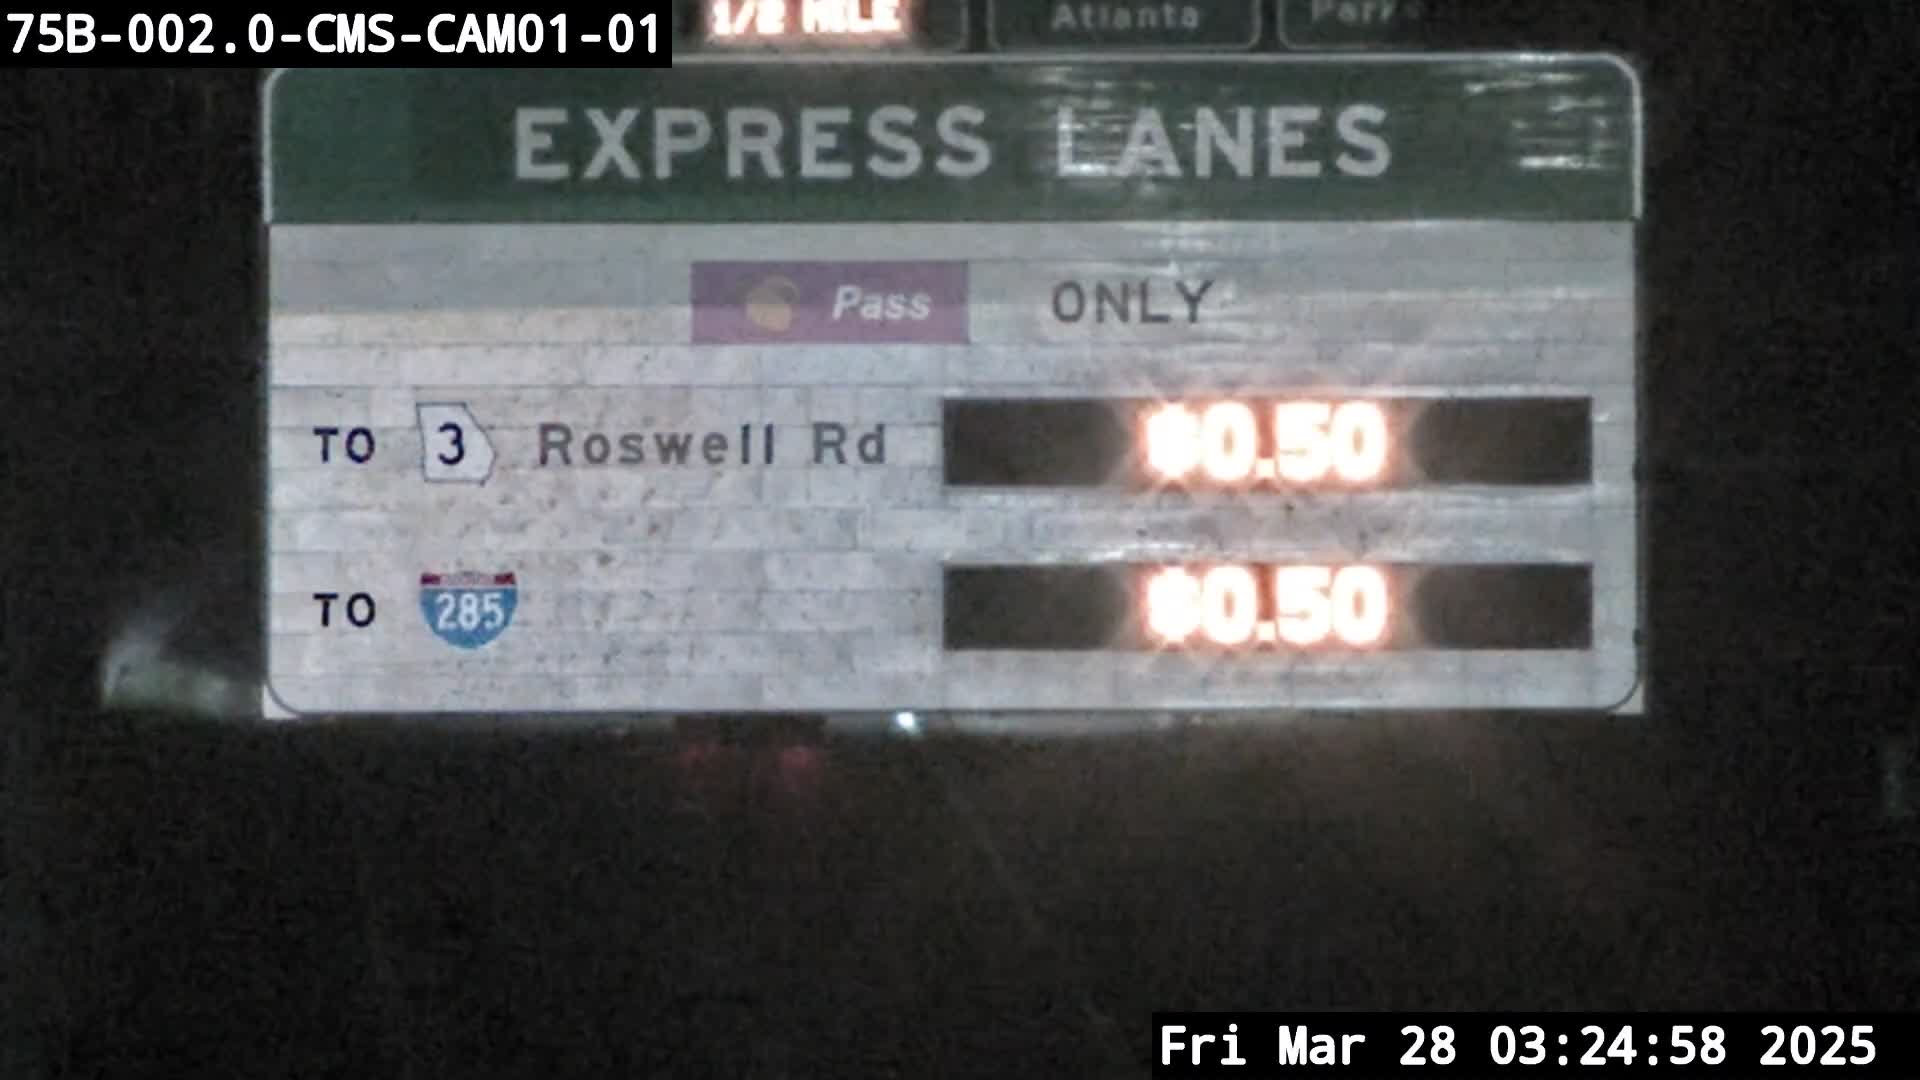 75B-002.0-CMS-CAM01-01
1/2 MILE
Atlanta
Park
EXPRESS LANES
Pass ONLY
TO 3 Roswell Rd $0.50
TO 285 $0.50
Fri Mar 28 03:24:58 2025